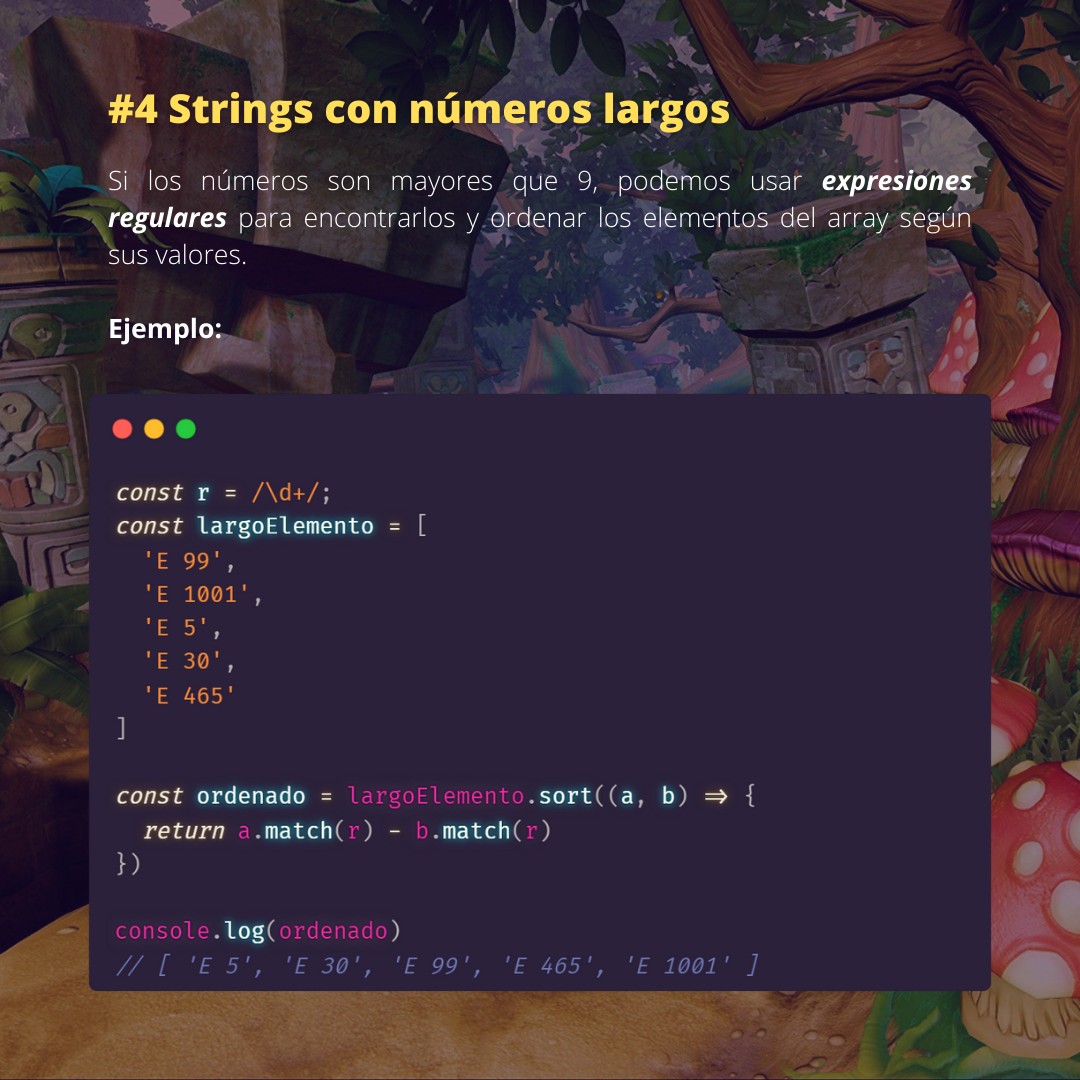 #4 Strings con números largos
Si los números son mayores que 9, podemos usar expresiones
regulares para encontrarlos y ordenar los elementos del array según
sus valores.
Ejemplo:
const r = /\d+/;
const largoElemento = [
  'E 99',
  'E 1001',
  'E 5',
  'E 30',
  'E 465'
]
const ordenado = largoElemento.sort((a, b) => {
  return a.match(r) - b.match(r)
})
console.log(ordenado)
// [ 'E 5', 'E 30', 'E 99', 'E 465', 'E 1001' ]